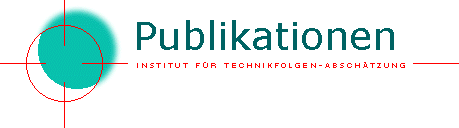 Publikationen
INSTITUT FÜR TECHNIKFOLGEN-ABSCHÄTZUNG